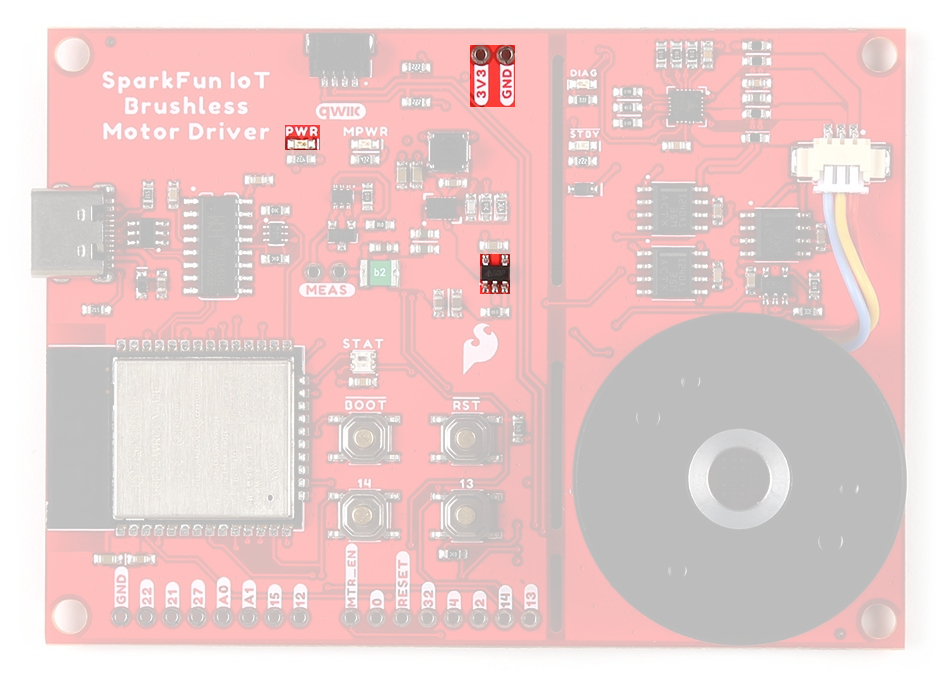 SparkFun IoT
Brushless
Motor Driver
qwiic
3V3
GND
DIAG
PWR
MPWR
STBY
MEAS
b2
STAT
BOOT
RST
14
13
GND
22
21
27
A0
A1
15
12
MTR_EN
0
RESET
32
4
2
14
13